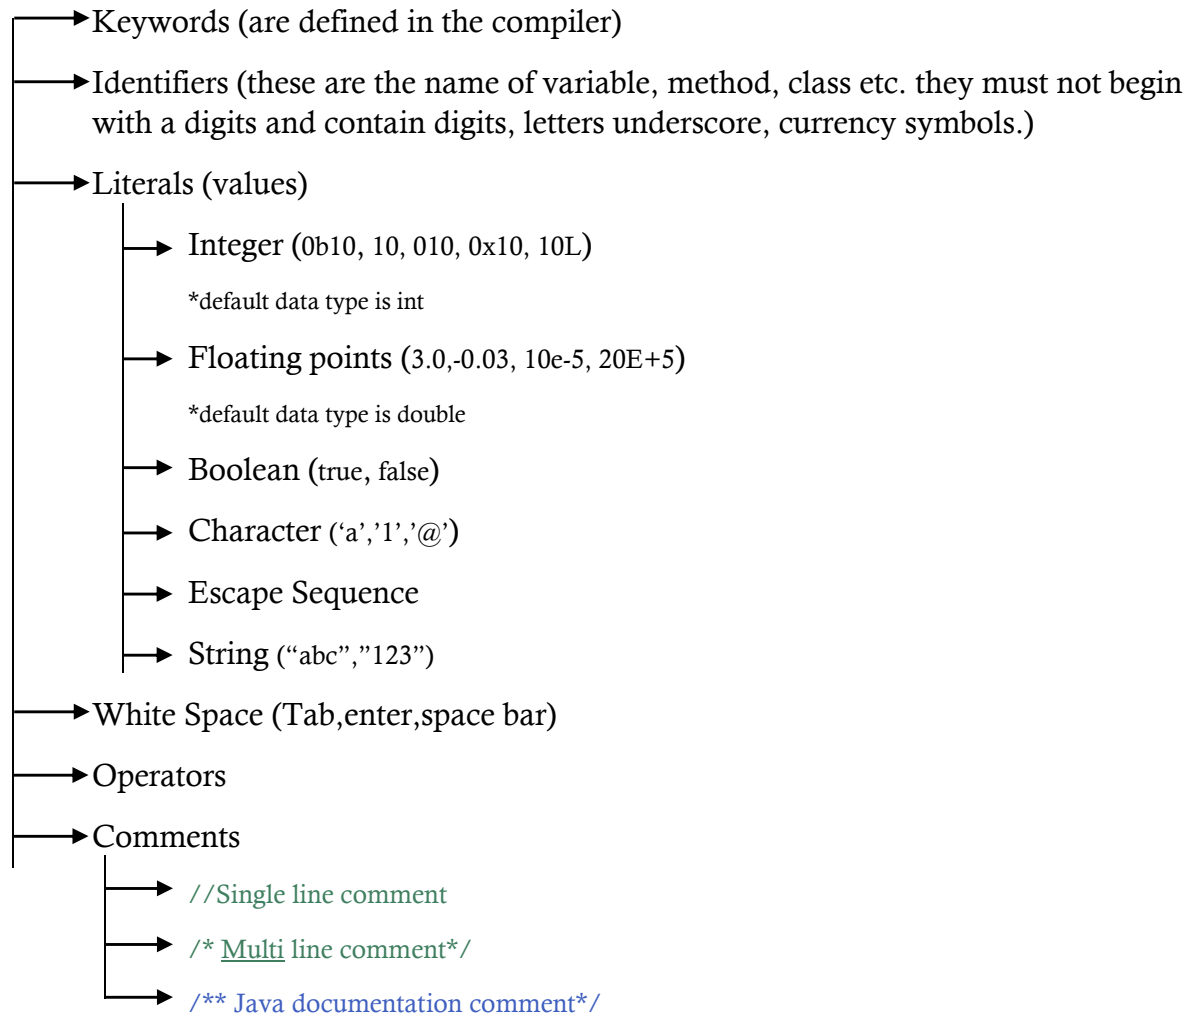 Keywords (are defined in the compiler)
Identifiers (these are the name of variable, method, class etc. they must not begin
with a digits and contain digits, letters underscore, currency symbols.)
Literals (values)
Integer (0b10, 10, 010, 0x10, 10L)
*default data type is int
Floating points (3.0,-0.03, 10e-5, 20E+5)
*default data type is double
Boolean (true, false)
Character (‘a’,’1’,’@’)
Escape Sequence
String (“abc”,”123”)
White Space (Tab,enter,space bar)
Operators
Comments
//Single line comment
/* Multi line comment*/
/** Java documentation comment*/